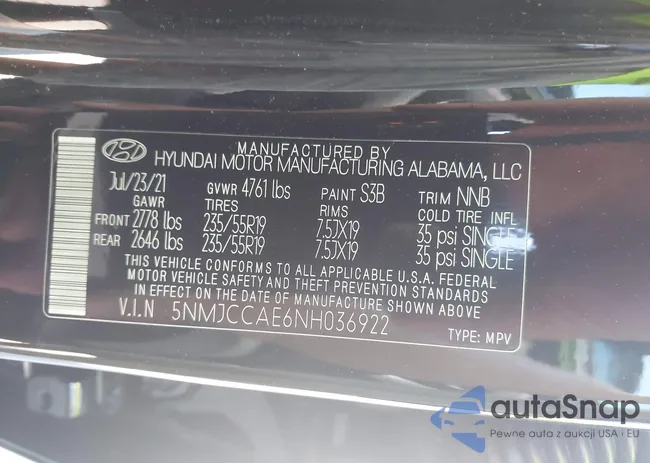 MANUFACTURED BY
HYUNDAI MOTOR MANUFACTURING ALABAMA, LLC
Jul/23/21 GVWR 4761 lbs PAINT S3B TRIM NNB
GAWR TIRES RIMS COLD TIRE INFL
FRONT 2778 lbs 235/55R19 7.5JX19 35 psi SINGLE
REAR 2646 lbs 235/55R19 7.5JX19 35 psi SINGLE
THIS VEHICLE CONFORMS TO ALL APPLICABLE U.S.A. FEDERAL
MOTOR VEHICLE SAFETY AND THEFT PREVENTION STANDARDS
IN EFFECT ON THE DATE OF MANUFACTURE SHOWN ABOVE
V.I.N 5NMJCCAE6NH036922 TYPE: MPV
autaSnap
Pewne auta z aukcji USA i EU